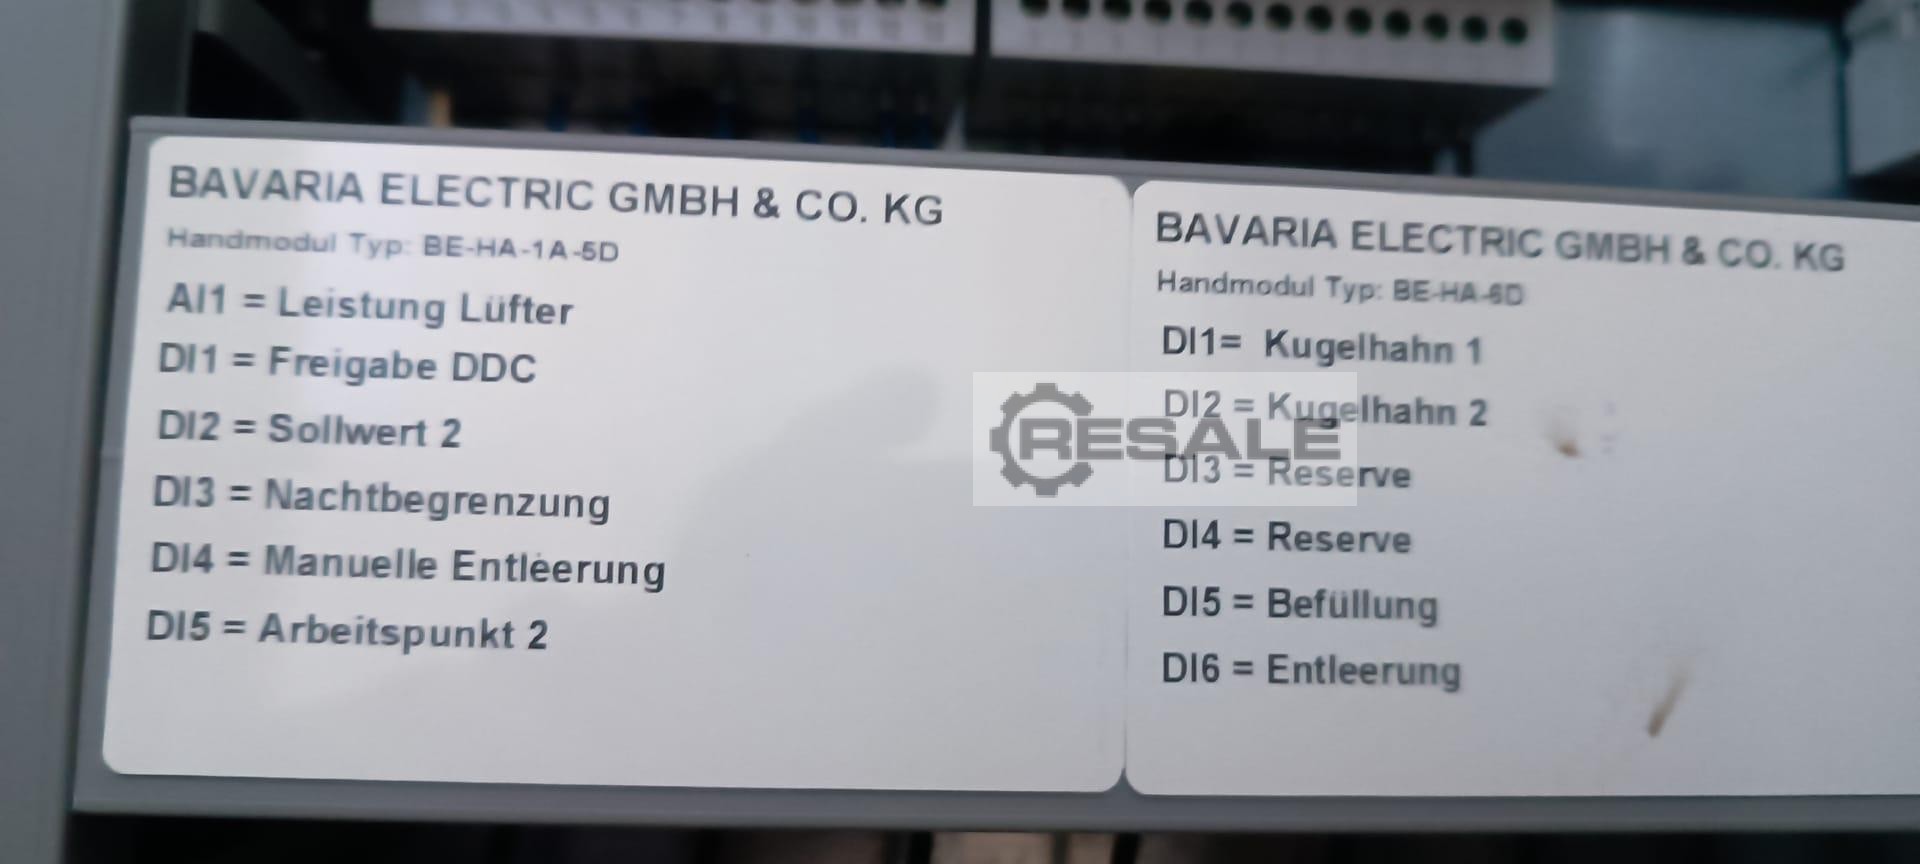 BAVARIA ELECTRIC GMBH & CO. KG
Handmodul Typ: BE-HA-1A-5D
AI1 = Leistung Lüfter
DI1 = Freigabe DDC
DI2 = Sollwert 2
DI3 = Nachtbegrenzung
DI4 = Manuelle Entleerung
DI5 = Arbeitspunkt 2
BAVARIA ELECTRIC GMBH & CO. KG
Handmodul Typ: BE-HA-6D
DI1= Kugelhahn 1
DI2 = Kugelhahn 2
DI3 = Reserve
DI4 = Reserve
DI5 = Befüllung
DI6 = Entleerung
RESALE